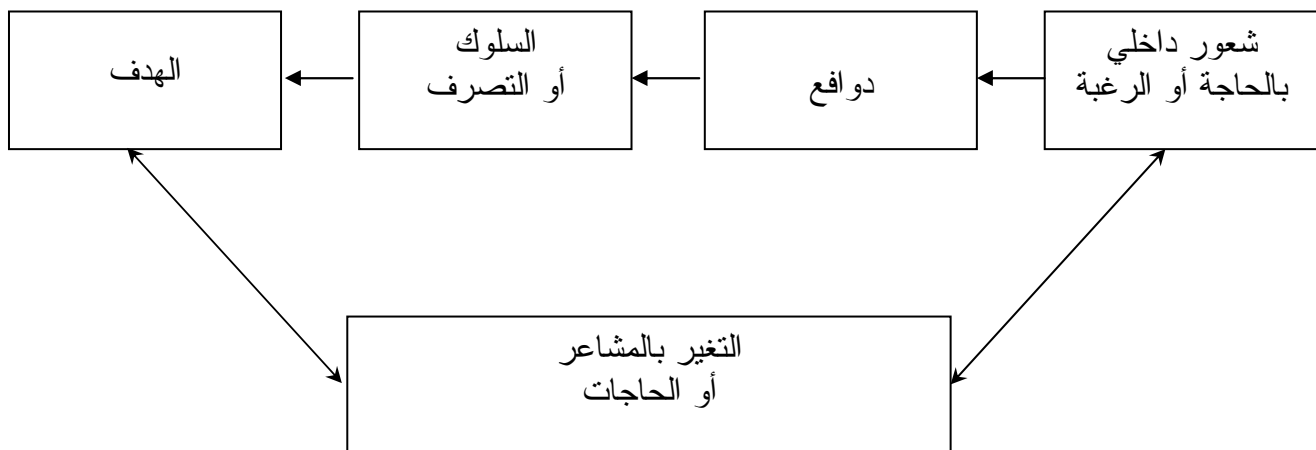 شعور داخلي
بالحاجة أو الرغبة
دوافع
السلوك
أو التصرف
الهدف
التغير بالمشاعر
أو الحاجات